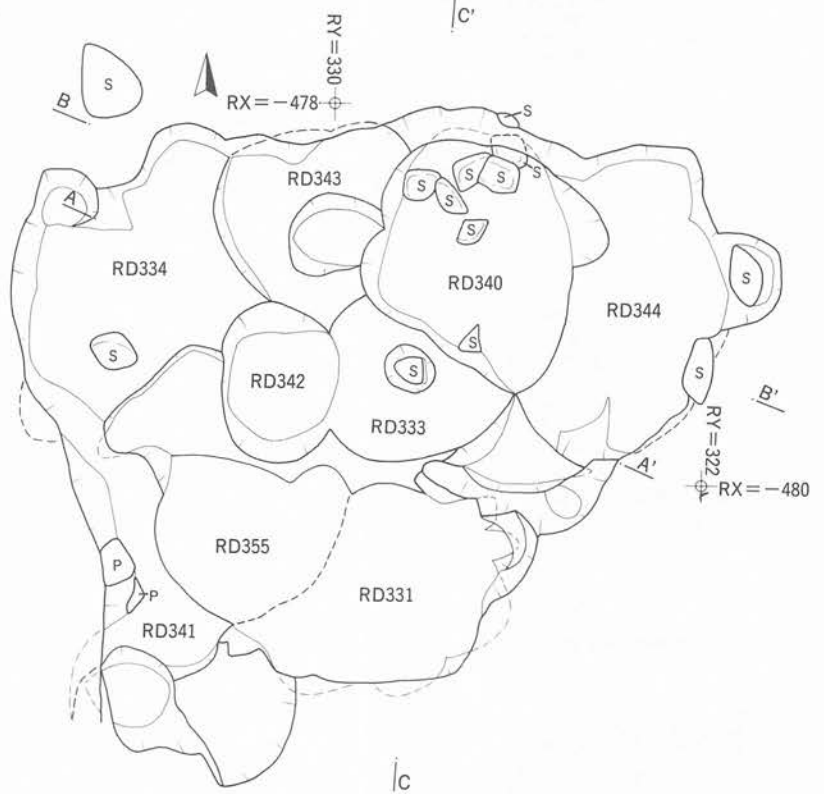 C'
RY=330
S
B
RX=-478
S
RD343
S
S
S
S
S
A
S
RD334
RD340
S
RD344
S
S
S
S
RD342
B'
RD333
RY=322
A'
RX=-480
RD355
P
P
RD331
RD341
C